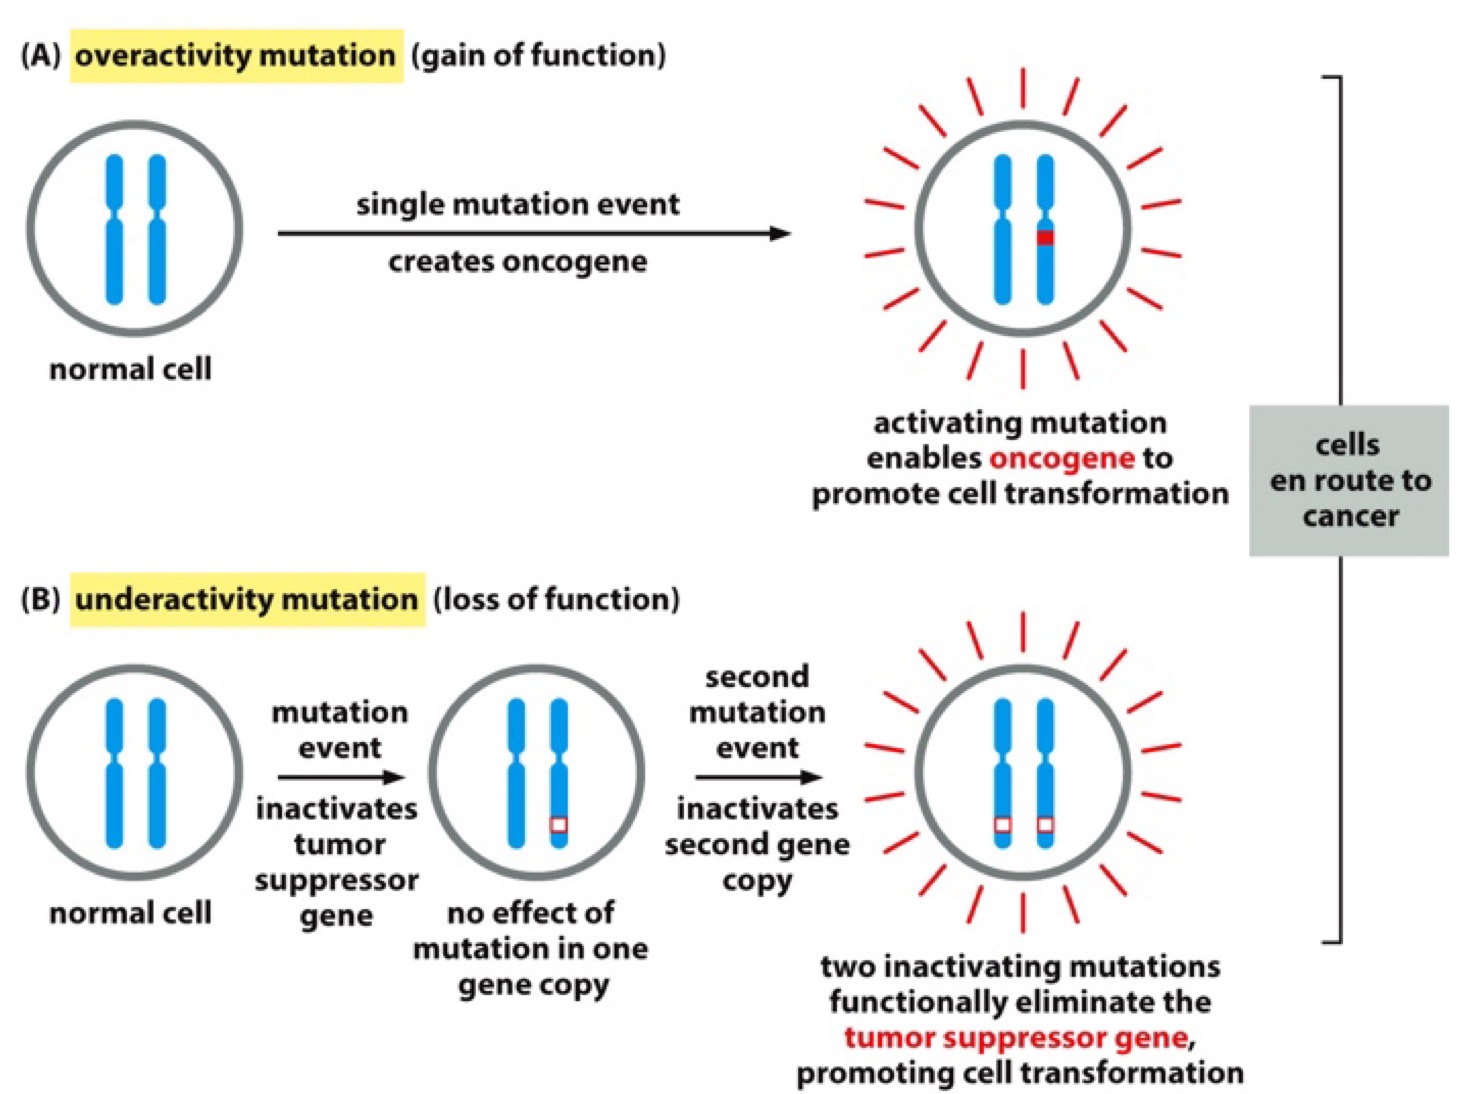 (A) overactivity mutation (gain of function)
single mutation event
creates oncogene
normal cell
activating mutation
enables oncogene to
promote cell transformation
cells
en route to
cancer
(B) underactivity mutation (loss of function)
normal cell
mutation
event
inactivates
tumor
suppressor
gene
no effect of
mutation in one
gene copy
second
mutation
event
inactivates
second gene
copy
two inactivating mutations
functionally eliminate the
tumor suppressor gene,
promoting cell transformation